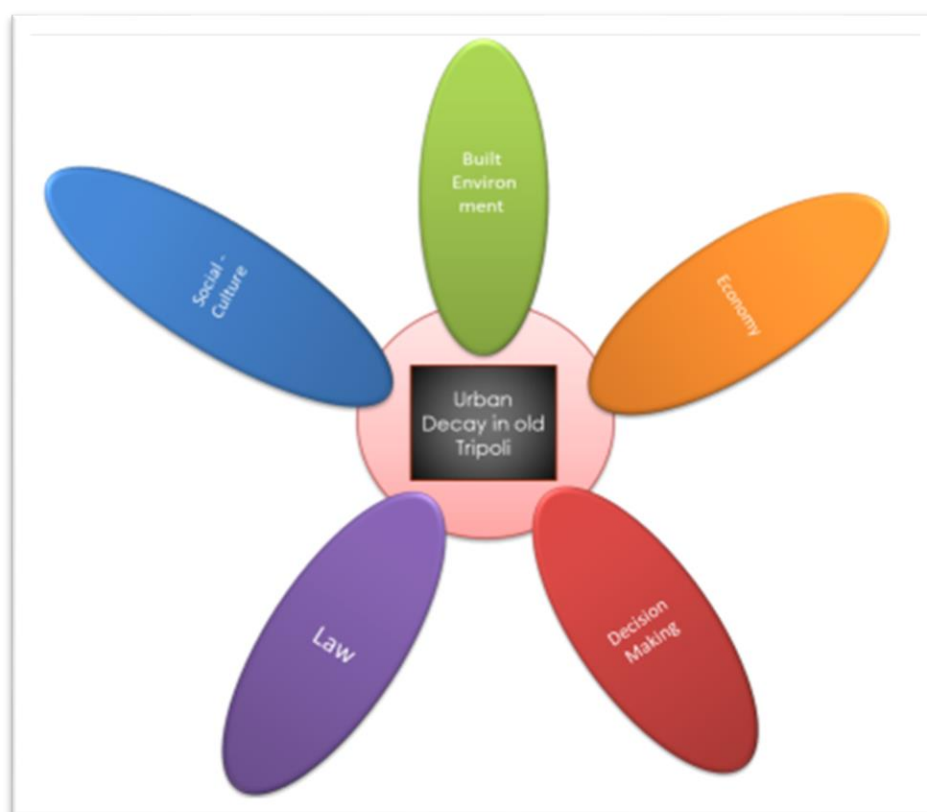 Built
Environ
ment
Social -
Culture
Economy
Urban
Decay in old
Tripoli
Law
Decision
Making